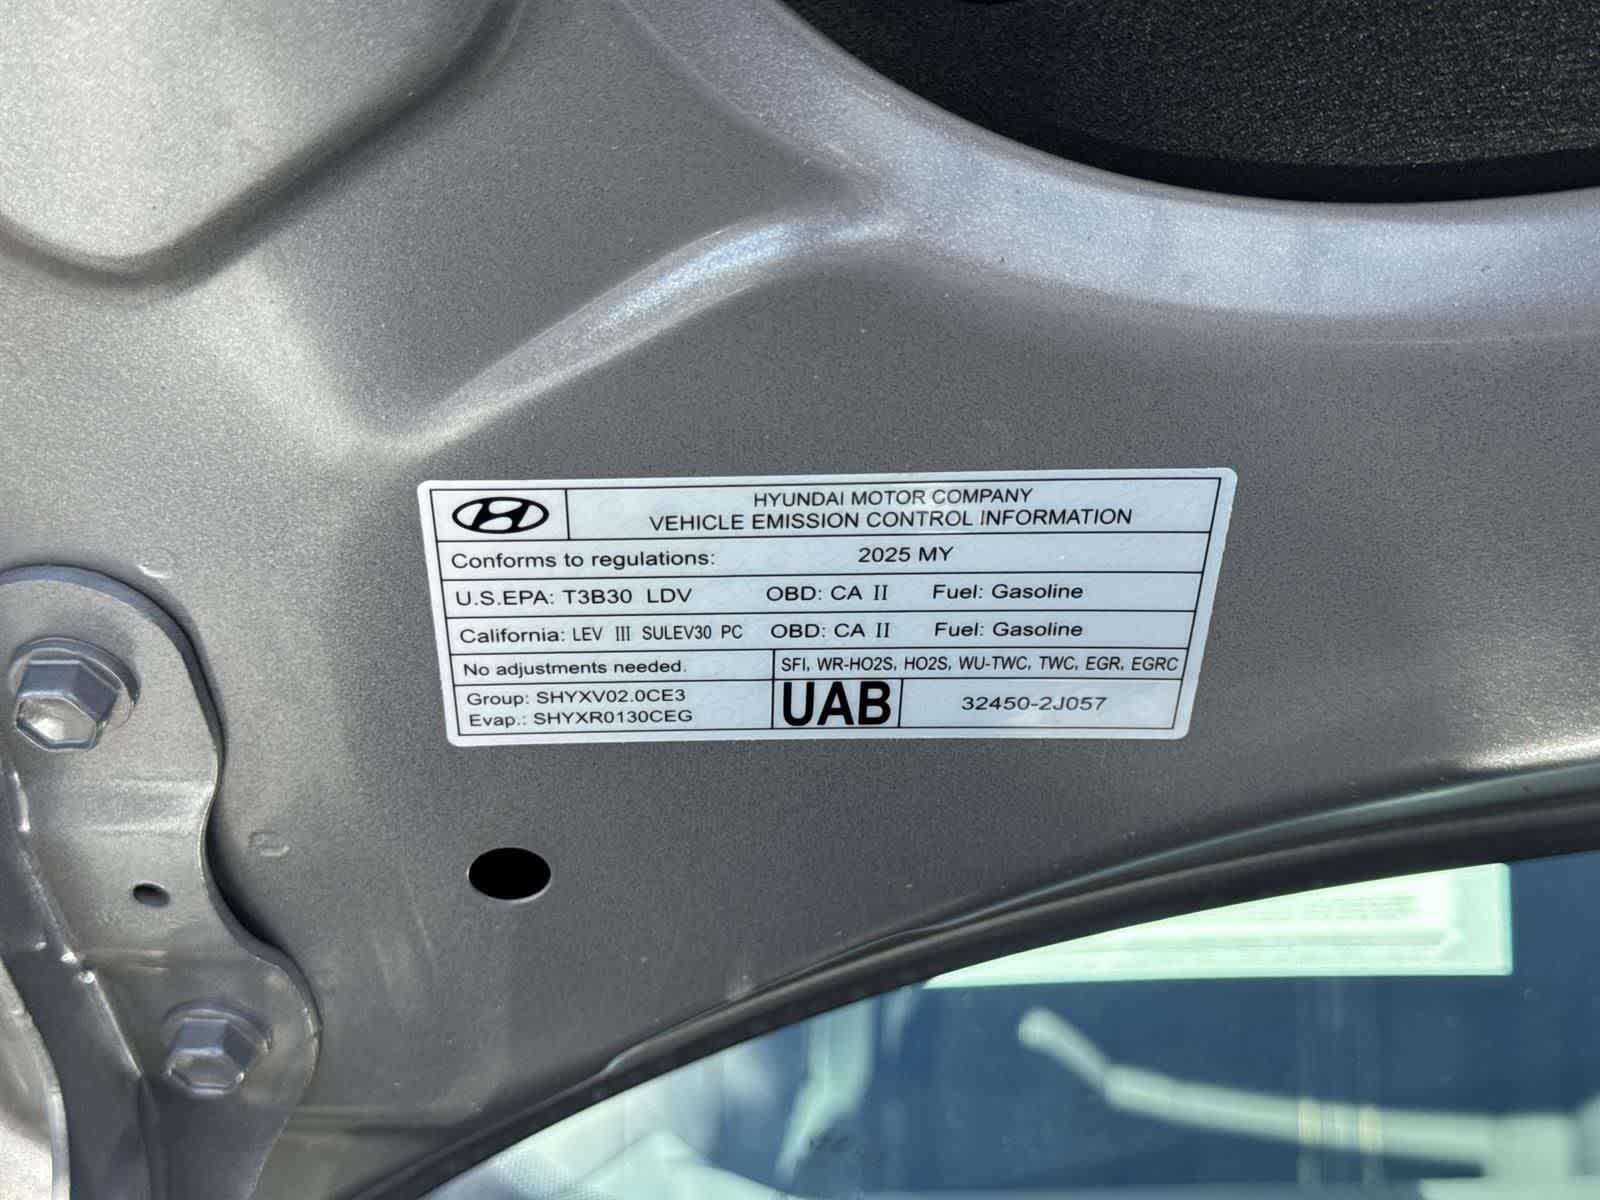 HYUNDAI MOTOR COMPANY
VEHICLE EMISSION CONTROL INFORMATION
Conforms to regulations: 2025 MY
U.S.EPA: T3B30 LDV OBD: CA II Fuel: Gasoline
California: LEV III SULEV30 PC OBD: CA II Fuel: Gasoline
No adjustments needed. SFI, WR-HO2S, HO2S, WU-TWC, TWC, EGR, EGRC
Group: SHYXV02.0CE3
Evap.: SHYXR0130CEG
UAB 32450-2J057